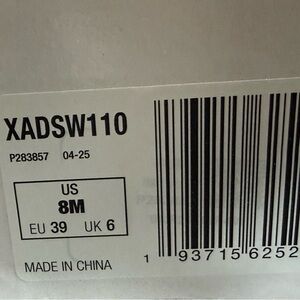 XADSW110
P283857 04-25
US
8M
EU 39 UK 6
MADE IN CHINA
1 93715 6252